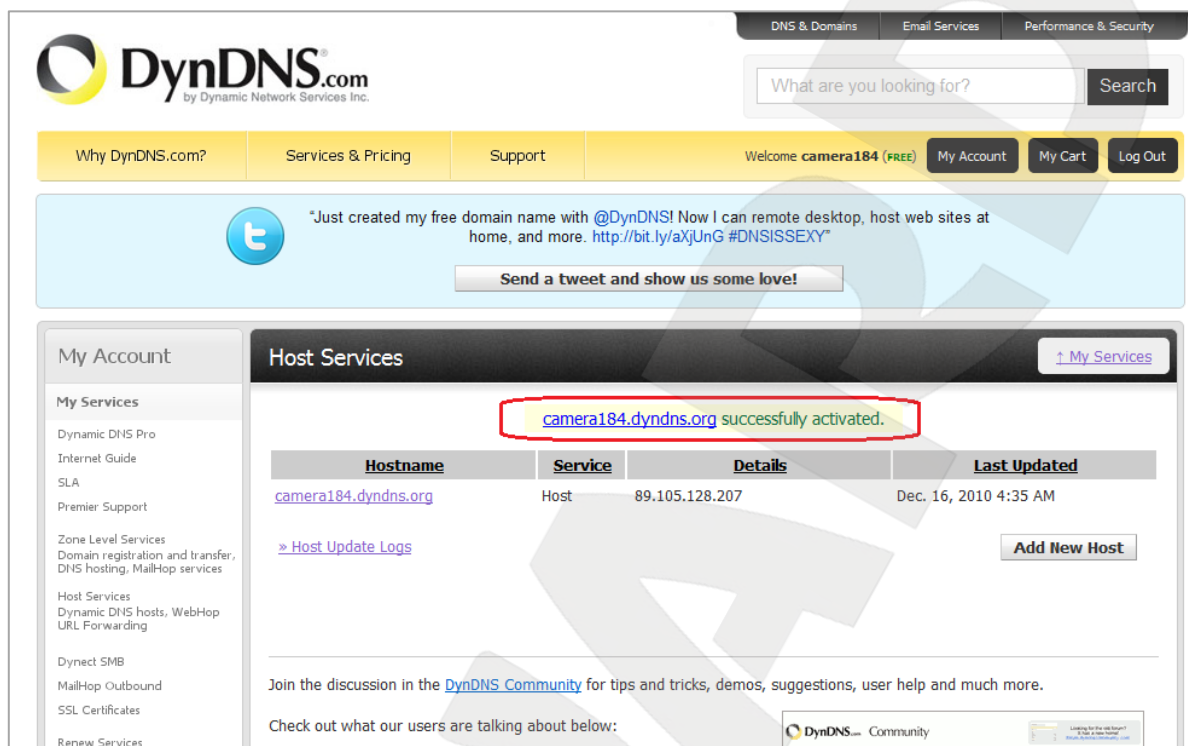 DNS & Domains Email Services Performance & Security
DynDNS.com
by Dynamic Network Services Inc.
What are you looking for? Search
Why DynDNS.com? Services & Pricing Support Welcome camera184 (FREE) My Account My Cart Log Out
“Just created my free domain name with @DynDNS! Now I can remote desktop, host web sites at
home, and more. http://bit.ly/aXjUnG #DNSISSEXY”
Send a tweet and show us some love!
My Account
My Services
Dynamic DNS Pro
Internet Guide
SLA
Premier Support
Zone Level Services
Domain registration and transfer,
DNS hosting, MailHop services
Host Services
Dynamic DNS hosts, WebHop
URL Forwarding
Dynect SMB
MailHop Outbound
SSL Certificates
Renew Services
Host Services ↑ My Services
camera184.dyndns.org successfully activated.
Hostname Service Details Last Updated
camera184.dyndns.org Host 89.105.128.207 Dec. 16, 2010 4:35 AM
» Host Update Logs Add New Host
Join the discussion in the DynDNS Community for tips and tricks, demos, suggestions, user help and much more.
Check out what our users are talking about below:
DynDNS.com Community